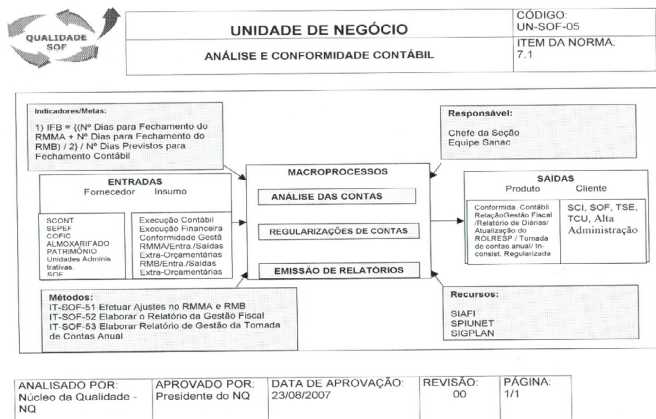 QUALIDADE
SOF
UNIDADE DE NEGÓCIO
ANÁLISE E CONFORMIDADE CONTÁBIL
CÓDIGO:
UN-SOF-05
ITEM DA NORMA:
7.1
Indicadores/Metas:
1) IFB = {(Nº Dias para Fechamento do
RMMA + Nº Dias para Fechamento do
RMB) / 2} / Nº Dias Previstos para
Fechamento Contábil
Responsável:
Chefe da Seção
Equipe Sanac
ENTRADAS
Fornecedor Insumo
SCONT
SEPEF
COFIC
ALMOXARIFADO
PATRIMÔNIO
Unidades Adminis
trativas.
SOF
Execução Contábil
Execução Financeira
Conformidade Gestã
RMMA/Entra./Saídas
Extra-Orçamentárias
RMB/Entra./Saídas
Extra-Orçamentárias
MACROPROCESSOS
ANÁLISE DAS CONTAS
REGULARIZAÇÕES DE CONTAS
EMISSÃO DE RELATÓRIOS
SAÍDAS
Produto Cliente
Conformida. Contábil
RelaçãoGestão Fiscal
/Relatório de Diárias/
Atualização do
ROLRESP / Tomada
de contas anual/ In-
consist. Regularizada
SCI, SOF, TSE,
TCU, Alta
Administração
Métodos:
IT-SOF-51 Efetuar Ajustes no RMMA e RMB
IT-SOF-52 Elaborar o Relatório da Gestão Fiscal
IT-SOF-53 Elaborar Relatório de Gestão da Tomada
de Contas Anual
Recursos:
SIAFI
SPIUNET
SIGPLAN
ANALISADO POR:
Núcleo da Qualidade -
NQ
APROVADO POR:
Presidente do NQ
DATA DE APROVAÇÃO:
23/08/2007
REVISÃO:
00
PÁGINA:
1/1